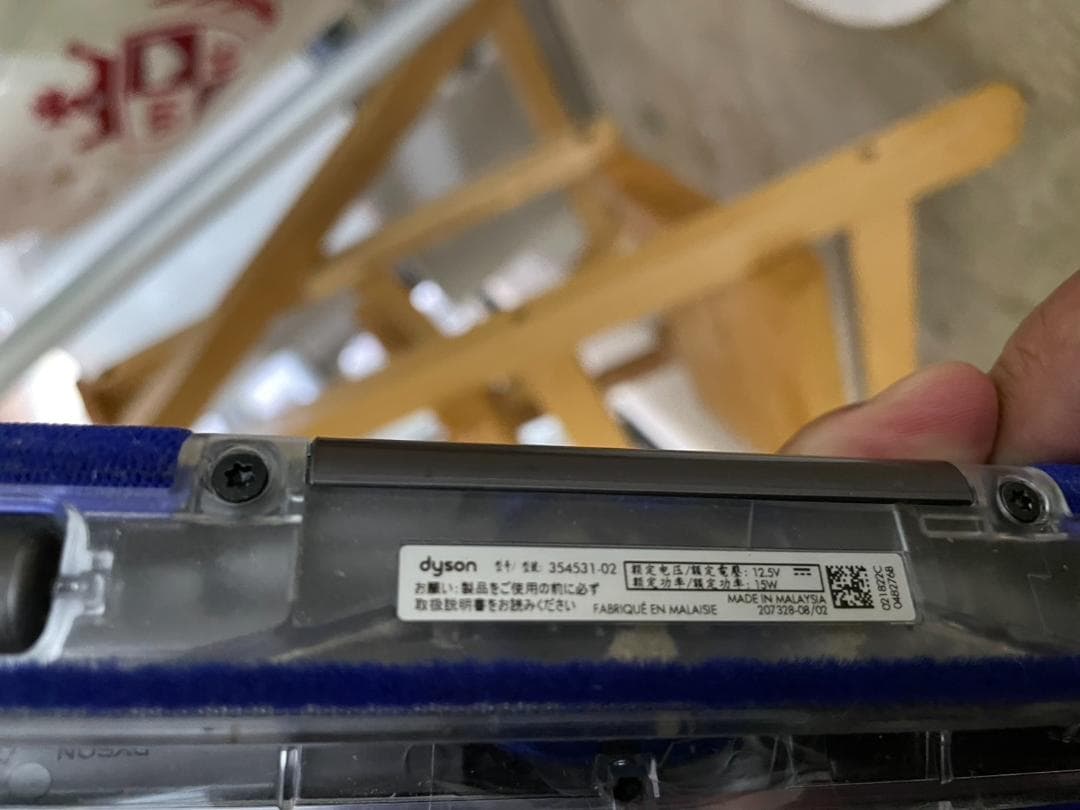 dyson 型号/ 型號: 354531-02
お願い:製品をご使用の前に必ず
取扱説明書をお読みください
FABRIQUÉ EN MALAISIE
額定电压/額定電壓: 12.5V
額定功率/額定功率: 15W
MADE IN MALAYSIA
207328-08/02
021B22C
04B276B
DYSON